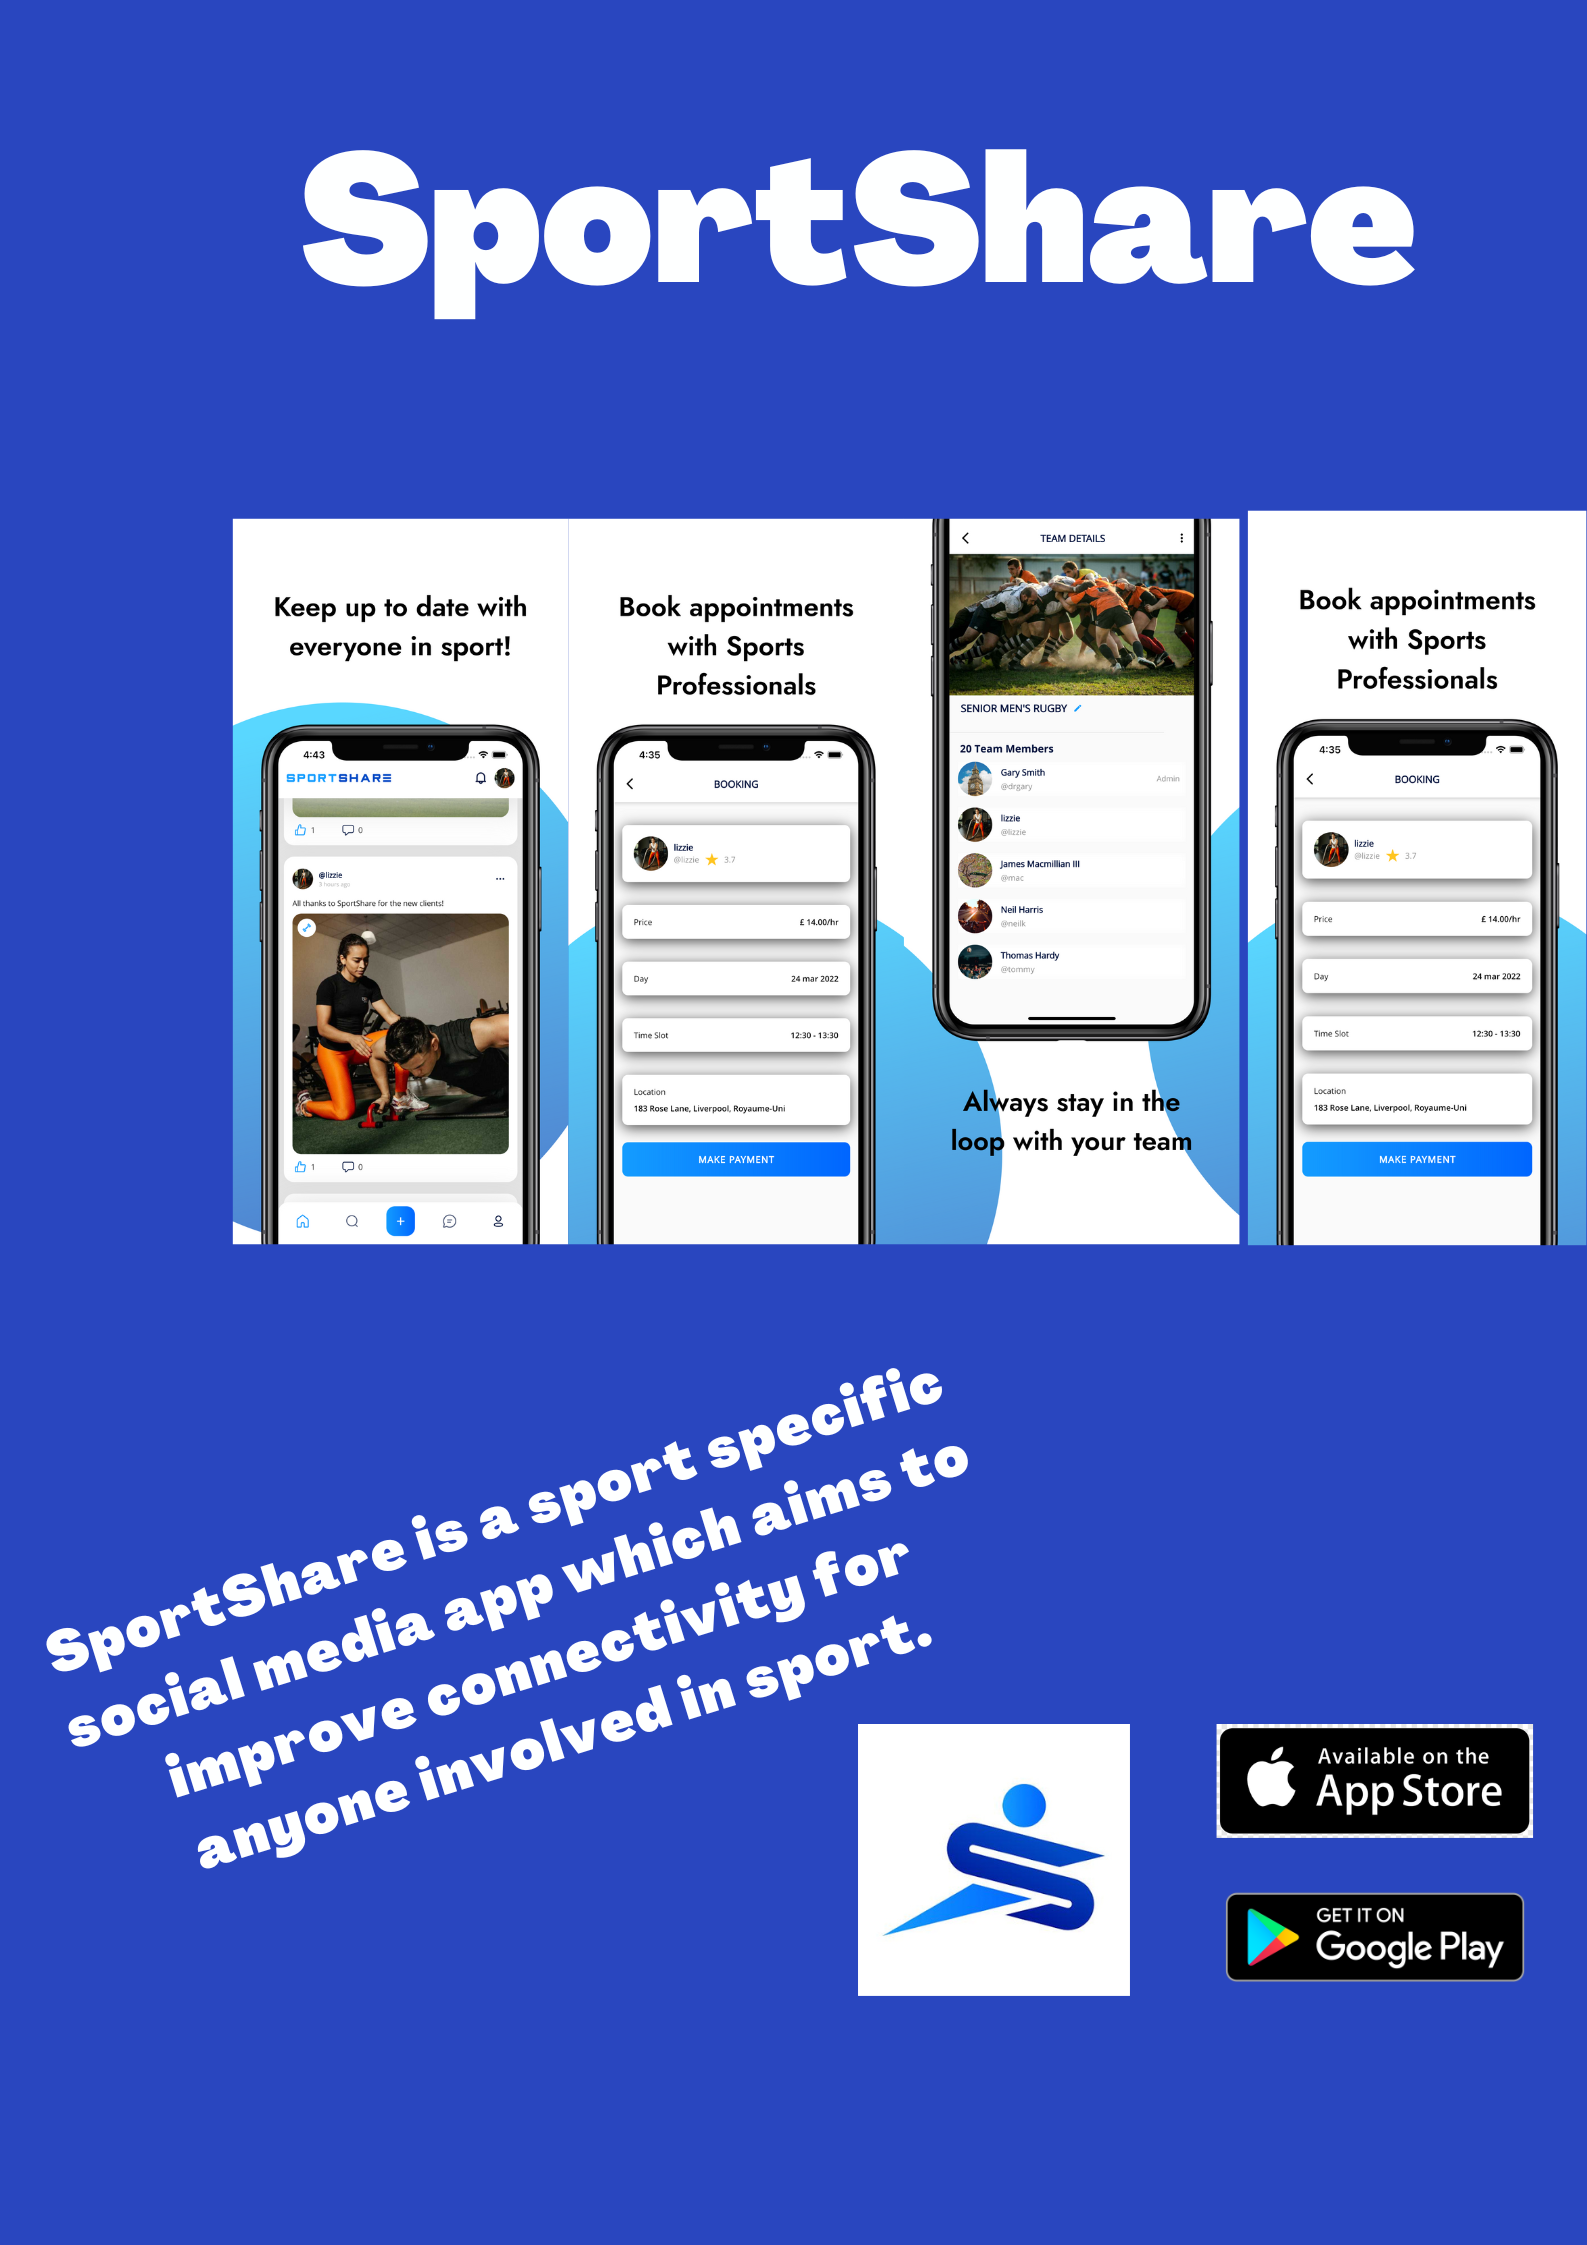 SportShare
Keep up to date with
everyone in sport!
4:43
SPORTSHARE
1
0
@lizzie
3 hours ago
All thanks to SportShare for the new clients!
1
0
Book appointments
with Sports
Professionals
4:35
BOOKING
lizzie
@lizzie 3.7
Price £ 14.00/hr
Day 24 mar 2022
Time Slot 12:30 - 13:30
Location
183 Rose Lane, Liverpool, Royaume-Uni
MAKE PAYMENT
TEAM DETAILS
SENIOR MEN'S RUGBY
20 Team Members
Gary Smith
@drgary
Admin
lizzie
@lizzie
James Macmillian III
@mac
Neil Harris
@neilk
Thomas Hardy
@tommy
Always stay in the
loop with your team
Book appointments
with Sports
Professionals
4:35
BOOKING
lizzie
@lizzie 3.7
Price £ 14.00/hr
Day 24 mar 2022
Time Slot 12:30 - 13:30
Location
183 Rose Lane, Liverpool, Royaume-Uni
MAKE PAYMENT
SportShare is a sport specific
social media app which aims to
improve connectivity for
anyone involved in sport.
Available on the
App Store
GET IT ON
Google Play